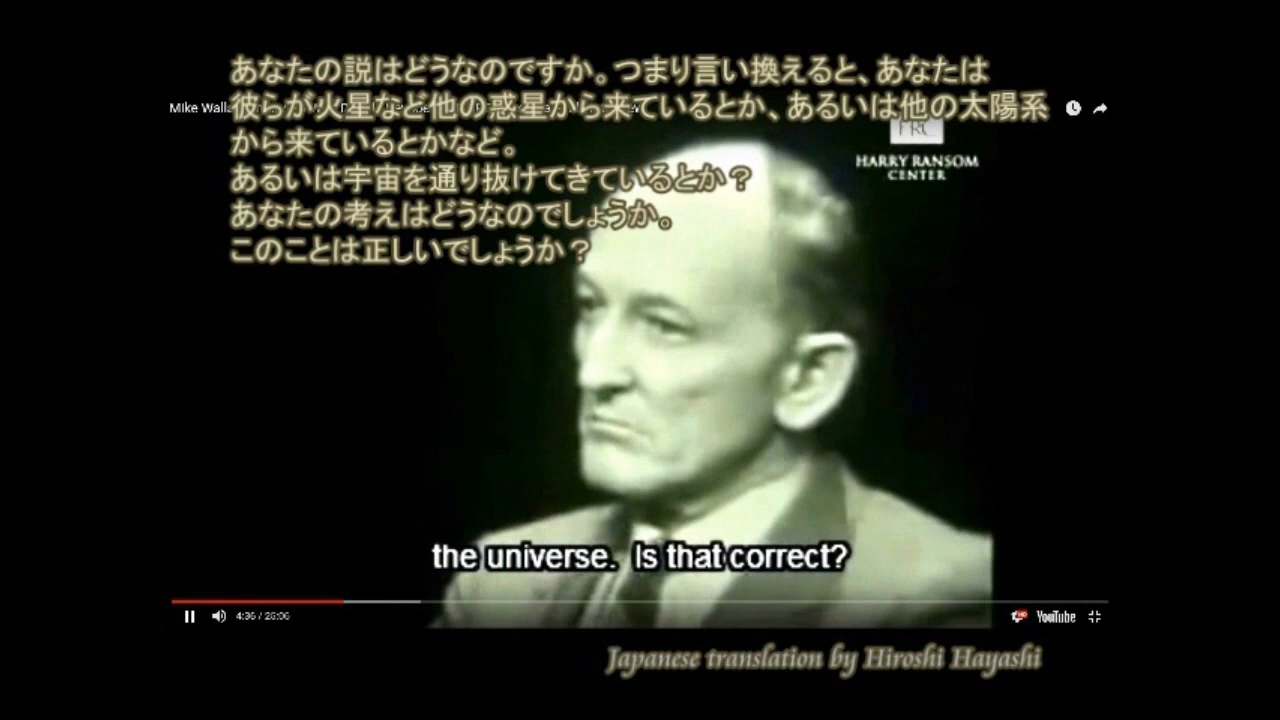 あなたの説はどうなのですか。つまり言い換えると、あなたは
彼らが火星など他の惑星から来ているとか、あるいは他の太陽系
MIke Walla
から来ているとかなど。
FRC
HARRY RANSOM
CENTER
あるいは宇宙を通り抜けてきているとか？
あなたの考えはどうなのでしょうか。
このことは正しいでしょうか？
the universe. Is that correct?
4:36 / 26:06
HD
YouTube
Japanese translation by Hiroshi Hayashi